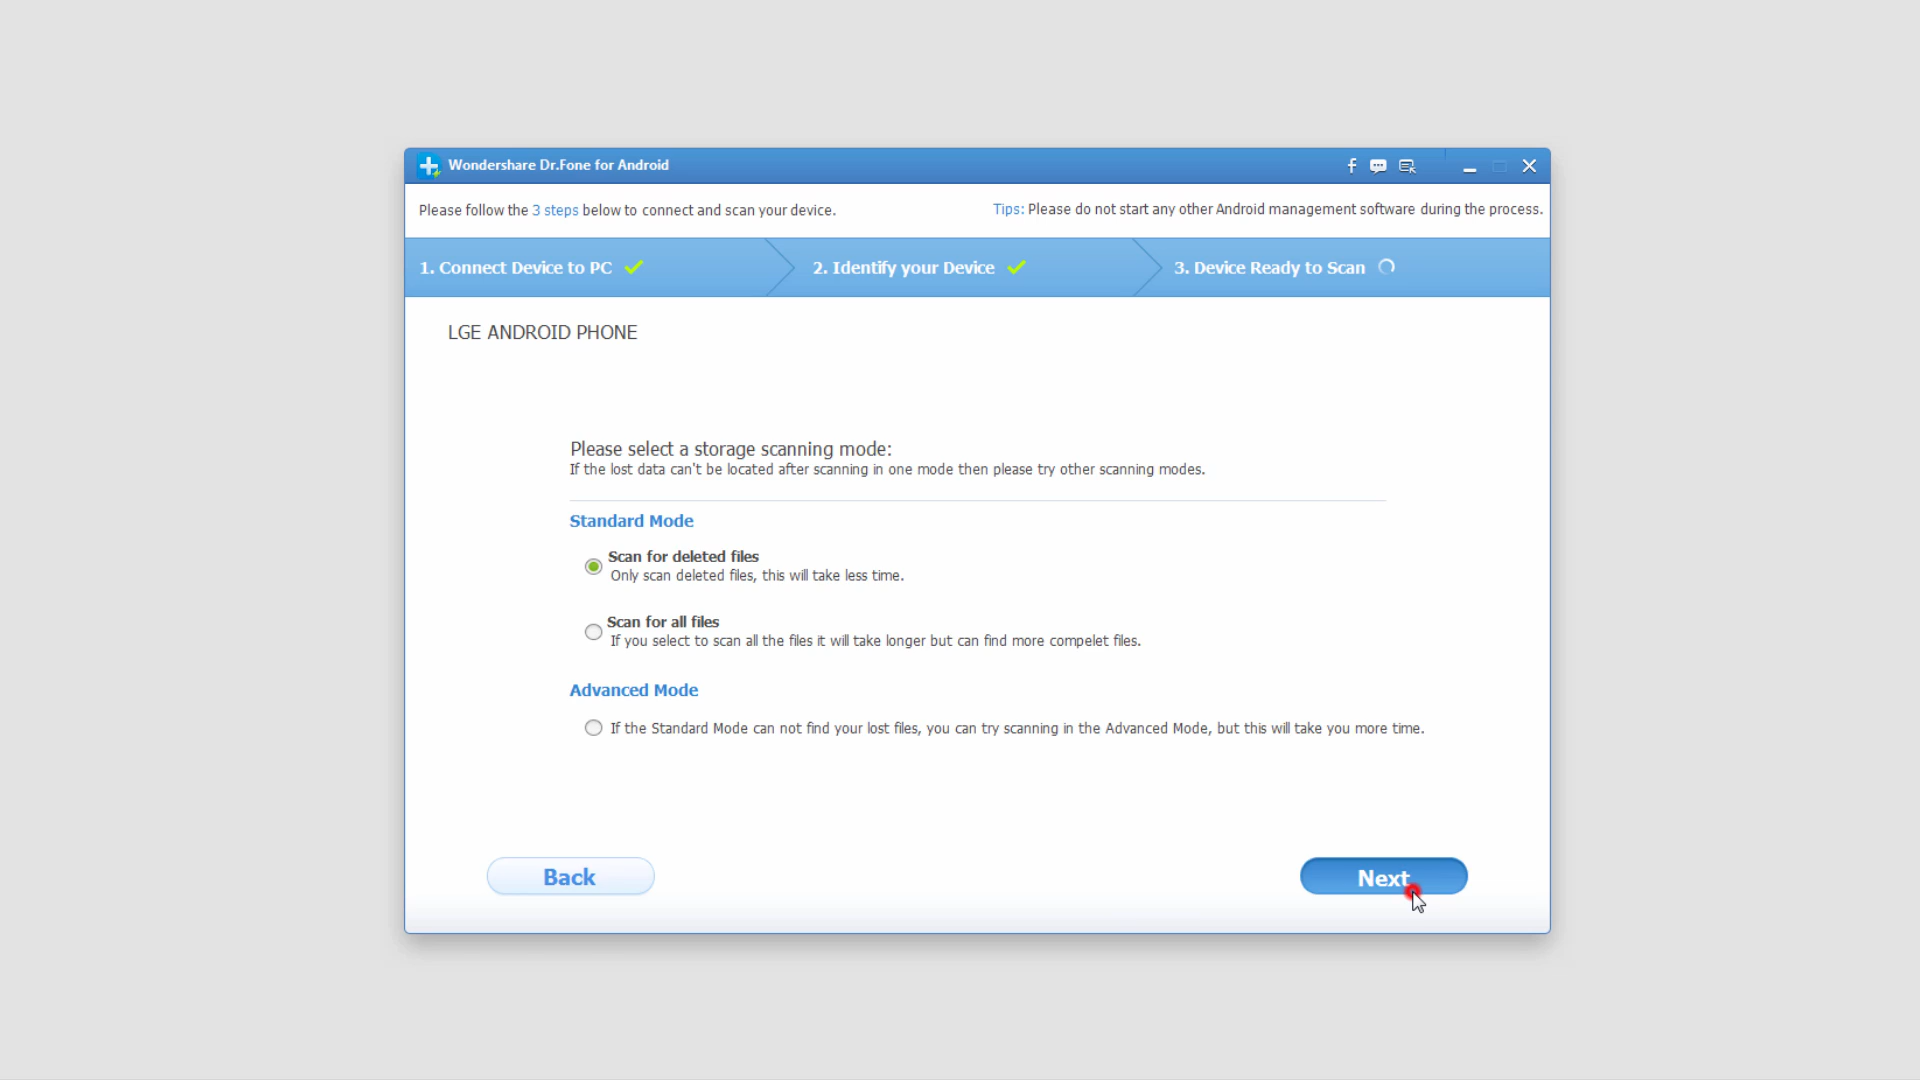 Wondershare Dr.Fone for Android
Please follow the 3 steps below to connect and scan your device.
Tips: Please do not start any other Android management software during the process.
1. Connect Device to PC
2. Identify your Device
3. Device Ready to Scan
LGE ANDROID PHONE
Please select a storage scanning mode:
If the lost data can't be located after scanning in one mode then please try other scanning modes.
Standard Mode
Scan for deleted files
Only scan deleted files, this will take less time.
Scan for all files
If you select to scan all the files it will take longer but can find more compelet files.
Advanced Mode
If the Standard Mode can not find your lost files, you can try scanning in the Advanced Mode, but this will take you more time.
Back
Next